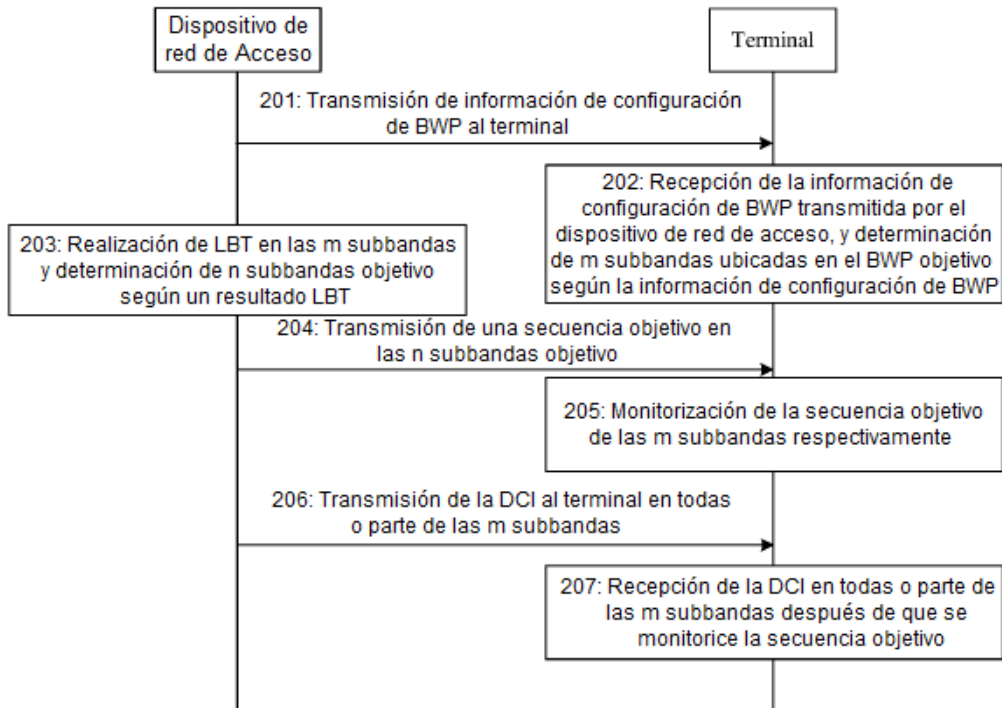 Dispositivo de
red de Acceso
Terminal
201: Transmisión de información de configuración
de BWP al terminal
202: Recepción de la información de
configuración de BWP transmitida por el
dispositivo de red de acceso, y determinación
de m subbandas ubicadas en el BWP objetivo
según la información de configuración de BWP
203: Realización de LBT en las m subbandas
y determinación de n subbandas objetivo
según un resultado LBT
204: Transmisión de una secuencia objetivo en
las n subbandas objetivo
205: Monitorización de la secuencia objetivo
de las m subbandas respectivamente
206: Transmisión de la DCI al terminal en todas
o parte de las m subbandas
207: Recepción de la DCI en todas o parte de
las m subbandas después de que se
monitorice la secuencia objetivo